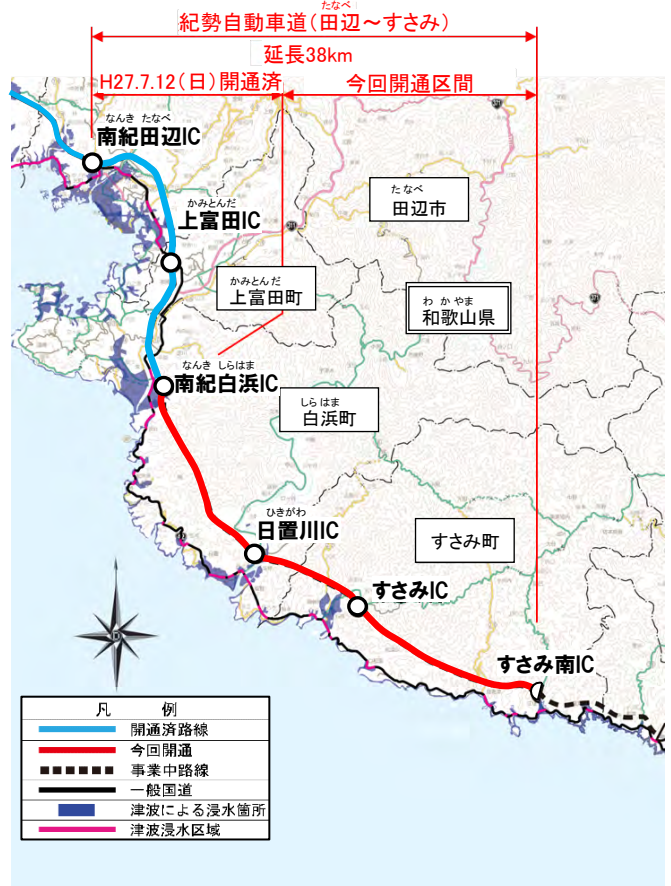 紀勢自動車道(田辺～すさみ)
たなべ
延長38km
H27.7.12(日)開通済
今回開通区間
なんき たなべ
南紀田辺IC
たなべ
田辺市
かみとんだ
上富田IC
かみとんだ
上富田町
わかやま
和歌山県
なんき しらはま
南紀白浜IC
しらはま
白浜町
ひきがわ
日置川IC
すさみ町
すさみIC
すさみ南IC
凡 例
開通済路線
今回開通
事業中路線
一般国道
津波による浸水箇所
津波浸水区域